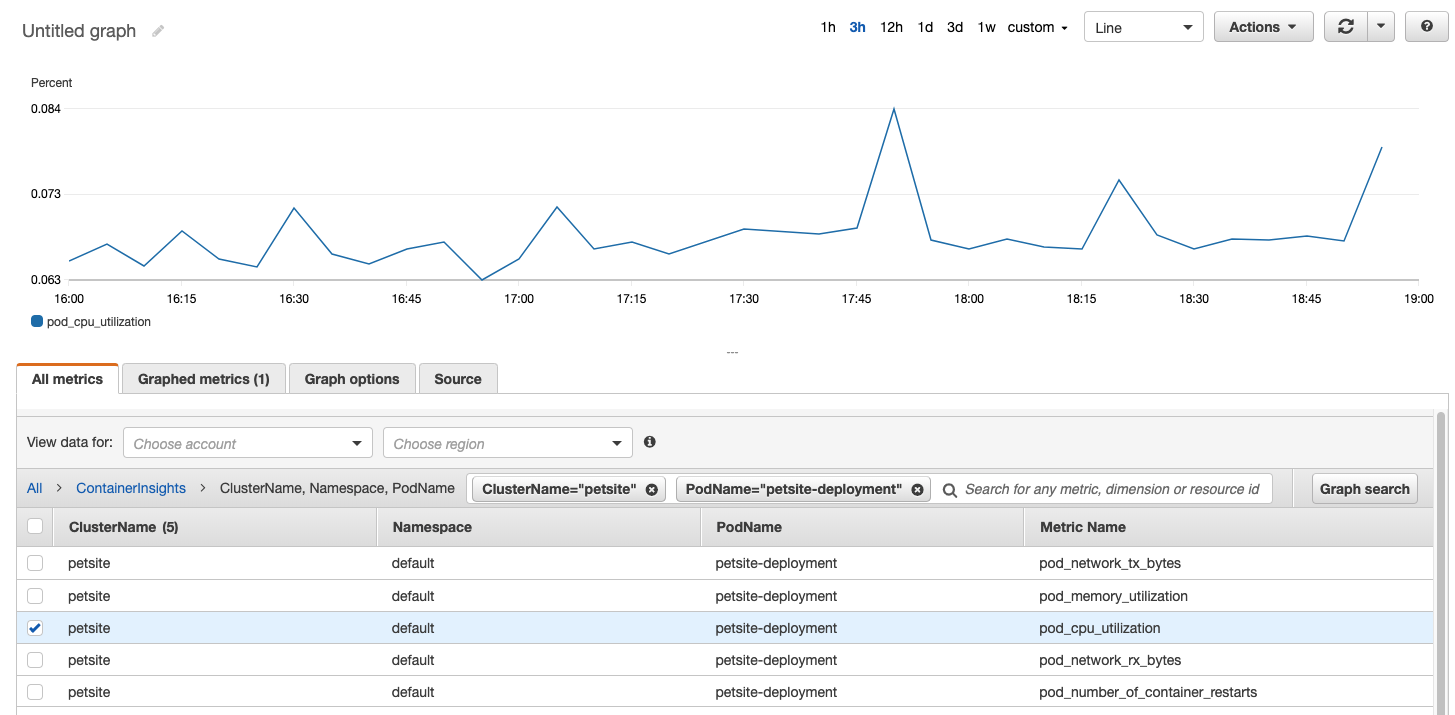 Untitled graph
1h 3h 12h 1d 3d 1w custom Line Actions ?
Percent
0.084
0.073
0.063
16:00 16:15 16:30 16:45 17:00 17:15 17:30 17:45 18:00 18:15 18:30 18:45 19:00
pod_cpu_utilization
---
All metrics Graphed metrics (1) Graph options Source
View data for: Choose account Choose region
All > ContainerInsights > ClusterName, Namespace, PodName ClusterName="petsite" PodName="petsite-deployment" Search for any metric, dimension or resource id Graph search
ClusterName (5) Namespace PodName Metric Name
petsite default petsite-deployment pod_network_tx_bytes
petsite default petsite-deployment pod_memory_utilization
petsite default petsite-deployment pod_cpu_utilization
petsite default petsite-deployment pod_network_rx_bytes
petsite default petsite-deployment pod_number_of_container_restarts